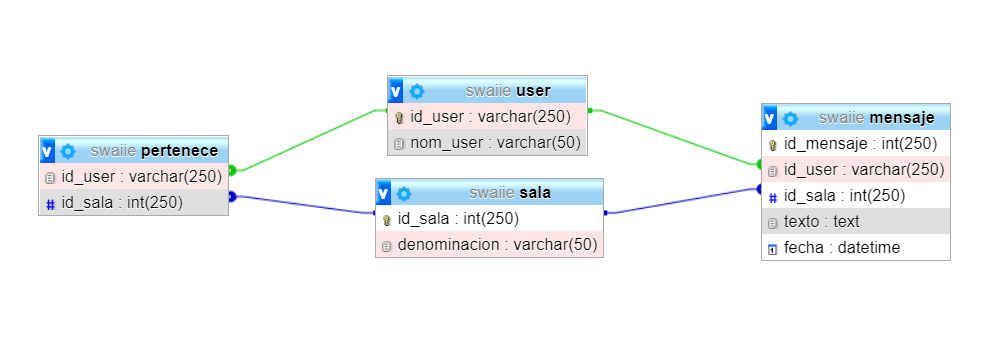 v swaiie pertenece
id_user : varchar(250)
# id_sala : int(250)
v swaiie user
id_user : varchar(250)
nom_user : varchar(50)
v swaiie sala
id_sala : int(250)
denominacion : varchar(50)
v swaiie mensaje
id_mensaje : int(250)
id_user : varchar(250)
# id_sala : int(250)
texto : text
1 fecha : datetime